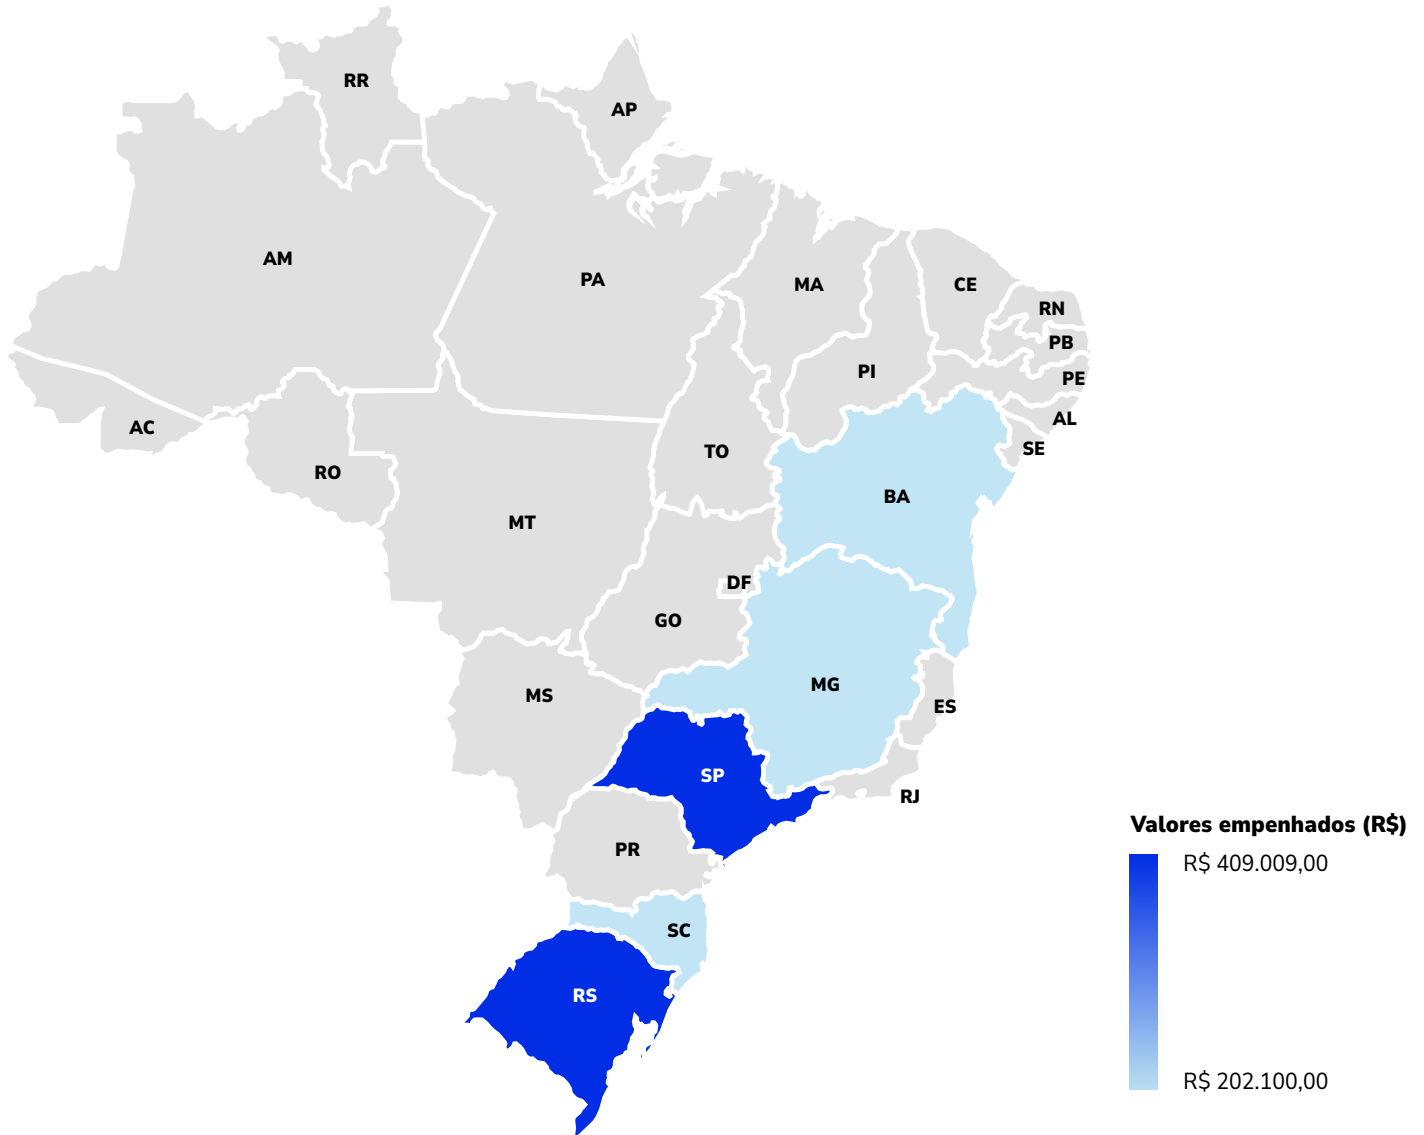 RR
AP
AM
PA
MA
CE
RN
PB
PI
PE
AL
AC
SE
TO
RO
BA
MT
DF
GO
MG
MS
ES
SP
RJ
Valores empenhados (R$)
PR
R$ 409.009,00
SC
RS
R$ 202.100,00